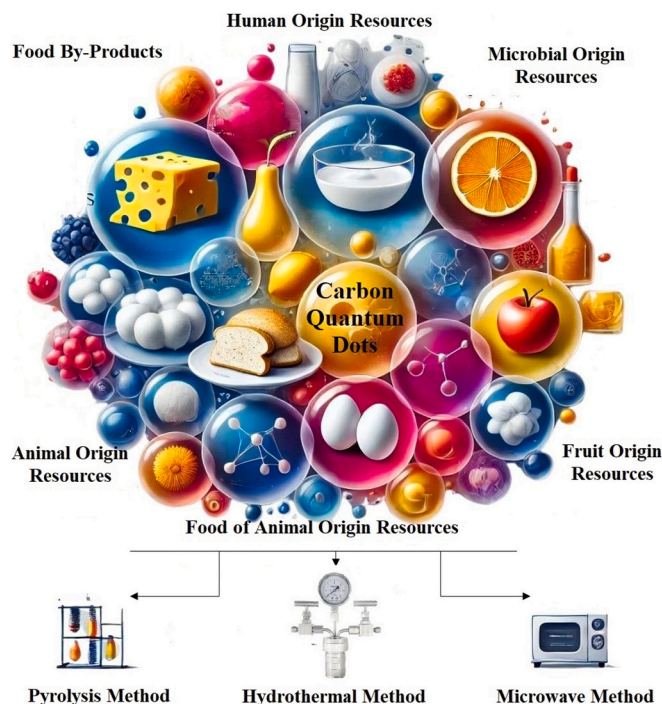 Human Origin Resources
Food By-Products
Microbial Origin
Resources
Carbon
Quantum
Dots
Animal Origin
Resources
Fruit Origin
Resources
Food of Animal Origin Resources
Pyrolysis Method
Hydrothermal Method
Microwave Method